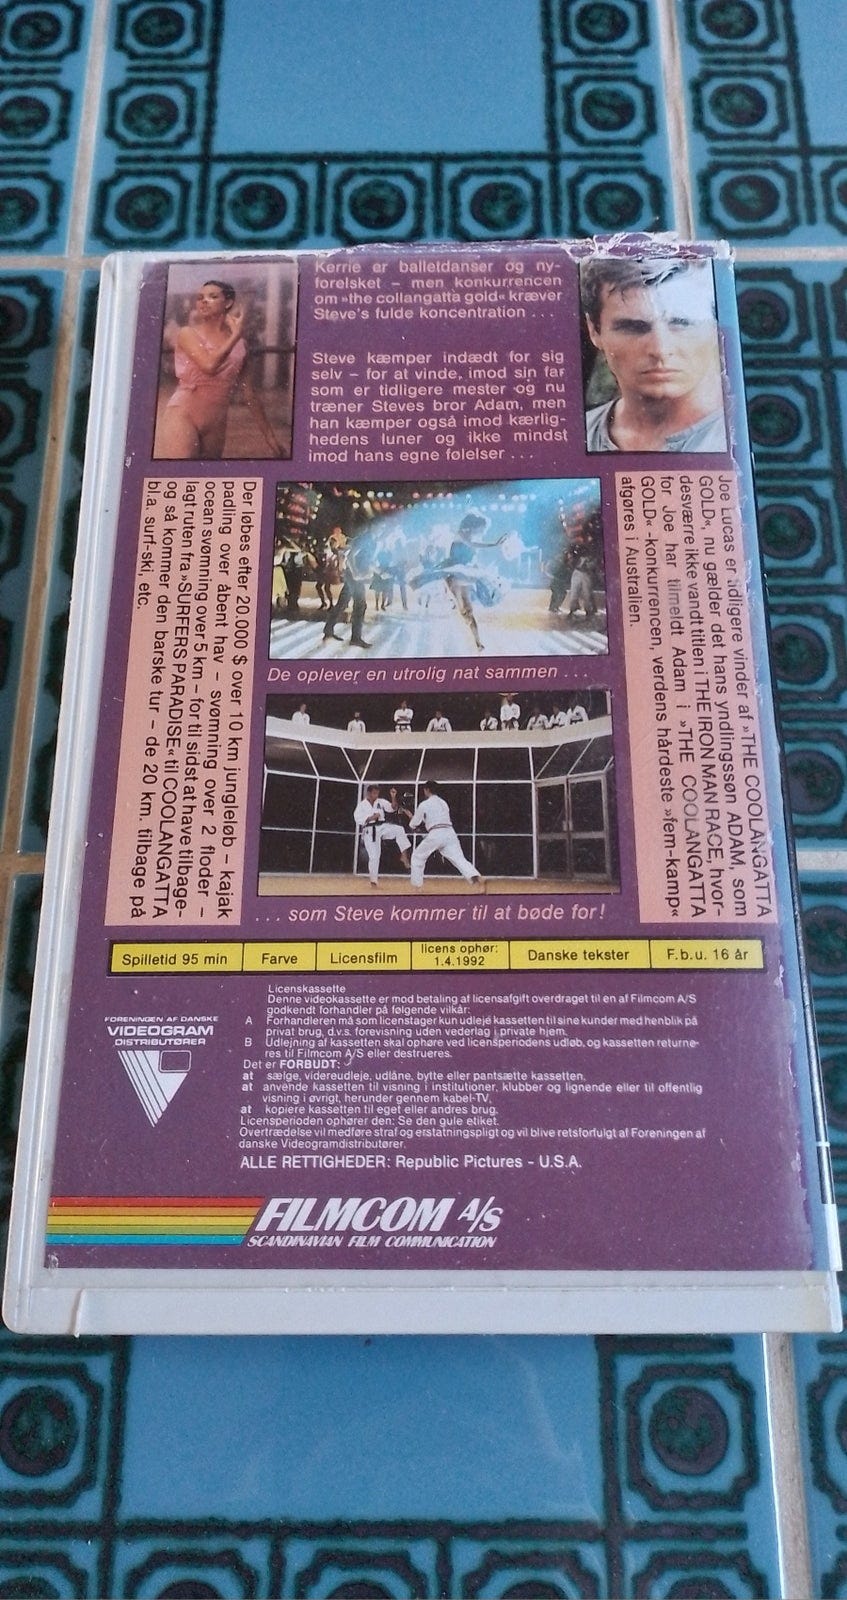 Kerrie er balletdanser og ny-
forelsket – men konkurrencen
om »the collangatta gold« kræver
Steve's fulde koncentration . . .
Steve kæmper indædt for sig
selv – for at vinde, imod sin far
som er tidligere mester og nu
træner Steves bror Adam, men
han kæmper også imod kærlig-
hedens luner og ikke mindst
imod hans egne følelser . . .
Der løbes efter 20.000 $ over 10 km jungleløb – kajak
padling over åbent hav – svømning over 2 floder –
ocean svømning over 5 km – for til sidst at have tilbage-
lagt ruten fra »SURFERS PARADISE« til COOLANGATTA
og så kommer den barske tur – de 20 km. tilbage på
bl.a. surf-ski, etc.
Joe Lucas er tidligere vinder af »THE COOLANGATTA
GOLD«, nu gælder det hans yndlingssøn ADAM, som
desværre ikke vandt titlen i THE IRON MAN RACE, hvor-
for Joe har tilmeldt Adam i »THE COOLANGATTA
GOLD« -konkurrencen, verdens hårdeste »fem-kamp«
afgøres i Australien.
De oplever en utrolig nat sammen . . .
. . . som Steve kommer til at bøde for!
Spilletid 95 min
Farve
Licensfilm
licens ophør:
1.4.1992
Danske tekster
F.b.u. 16 år
FORENINGEN AF DANSKE
VIDEOGRAM
DISTRIBUTØRER
Licenskassette
Denne videokassette er mod betaling af licensafgift overdraget til en af Filmcom A/S
godkendt forhandler på følgende vilkår:
A Forhandleren må som licenstager kun udleje kassetten til sine kunder med henblik på
privat brug, d.v.s. forevisning uden vederlag i private hjem.
B Udlejning af kassetten skal ophøre ved licensperiodens udløb, og kassetten returne-
res til Filmcom A/S eller destrueres.
Det er FORBUDT:
at sælge, videreudleje, udlåne, bytte eller pantsætte kassetten,
at anvende kassetten til visning i institutioner, klubber og lignende eller til offentlig
visning i øvrigt, herunder gennem kabel-TV,
at kopiere kassetten til eget eller andres brug.
Licensperioden ophører den: Se den gule etiket.
Overtrædelse vil medføre straf og erstatningspligt og vil blive retsforfulgt af Foreningen af
danske Videogramdistributører.
ALLE RETTIGHEDER: Republic Pictures - U.S.A.
FILMCOM A/S
SCANDINAVIAN FILM COMMUNICATION